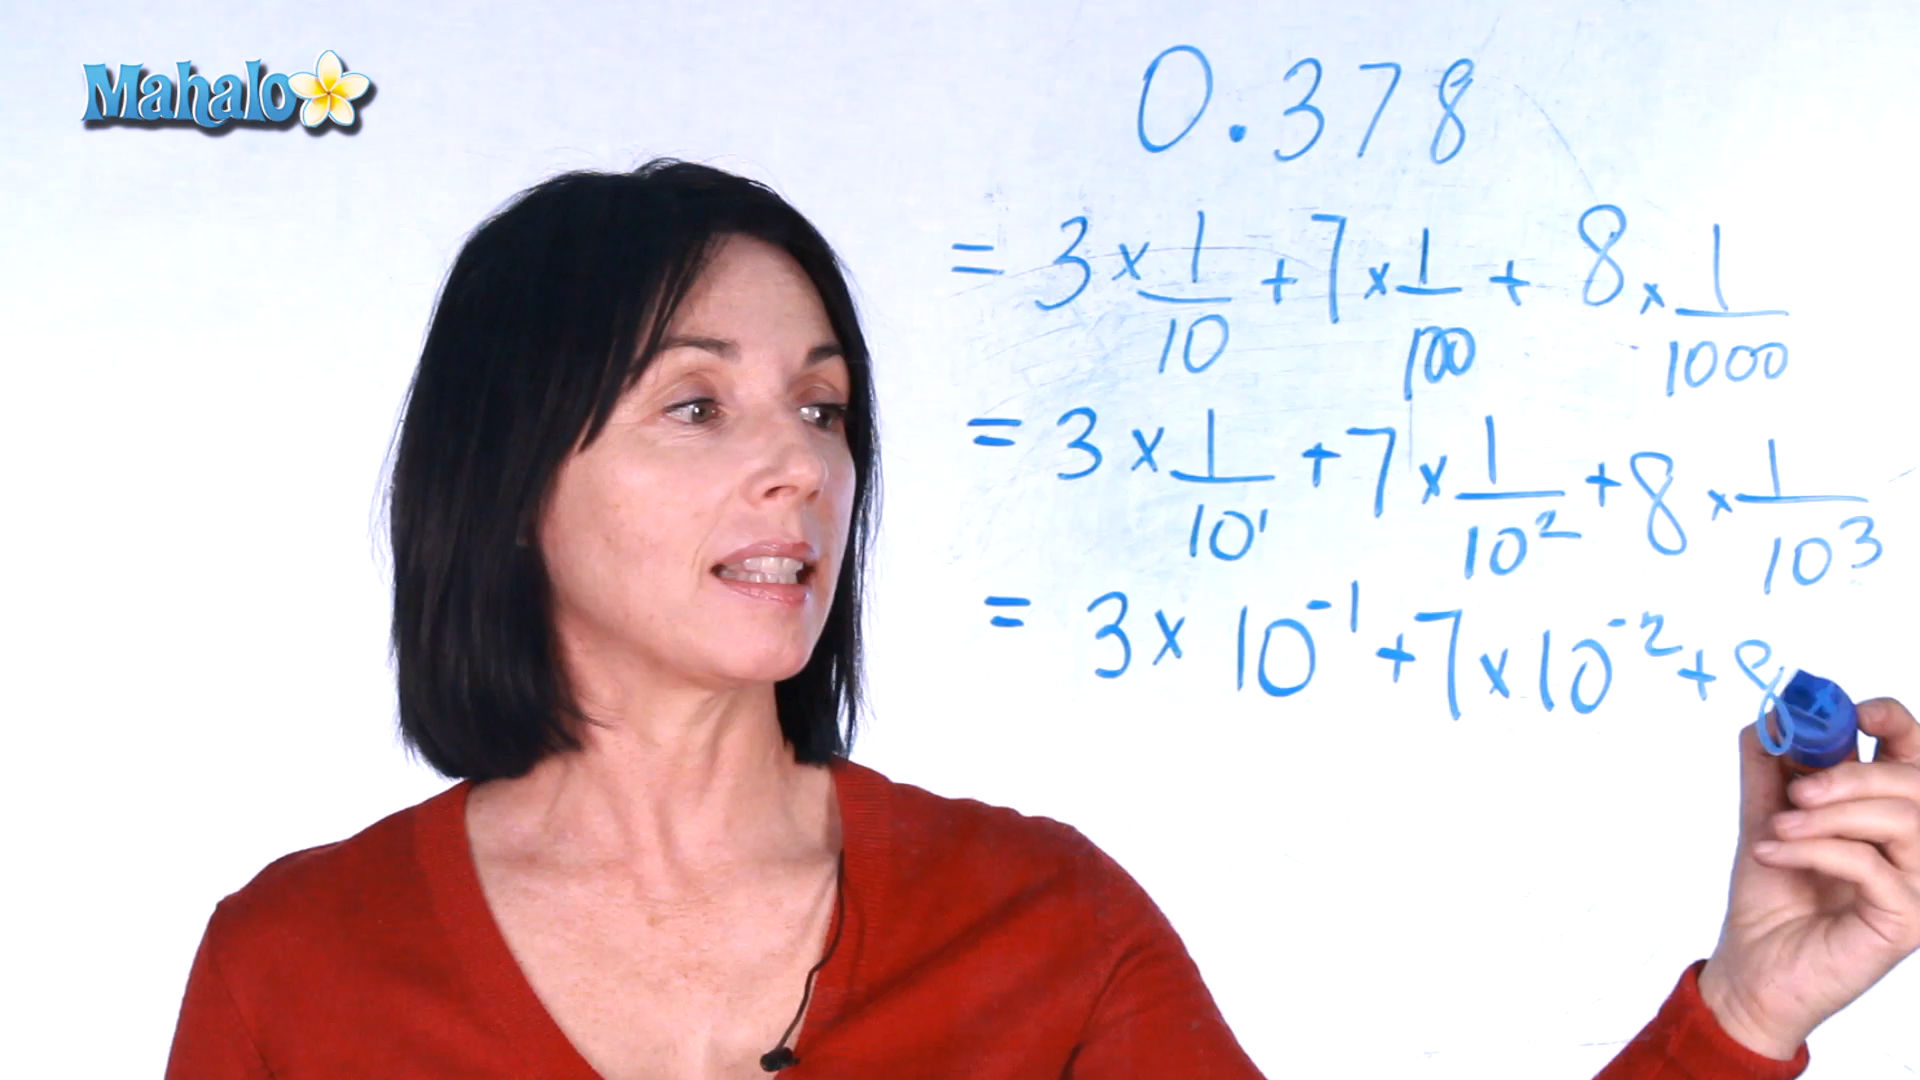 Mahalo
0.378
= 3 × 1/10 + 7 × 1/100 + 8 × 1/1000
= 3 × 1/10¹ + 7 × 1/10² + 8 × 1/10³
= 3 × 10⁻¹ + 7 × 10⁻² + 8